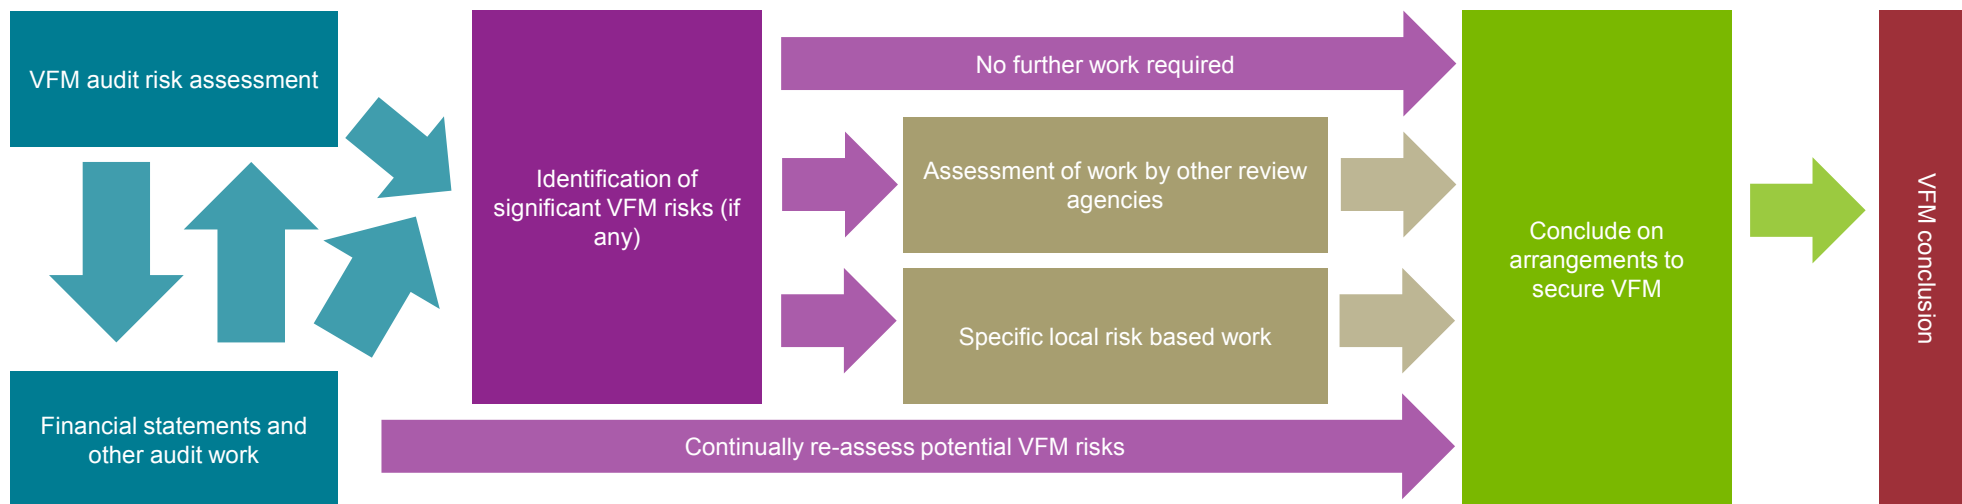 VFM audit risk assessment
Financial statements and
other audit work
Identification of
significant VFM risks (if
any)
No further work required
Assessment of work by other review
agencies
Specific local risk based work
Continually re-assess potential VFM risks
Conclude on
arrangements to
secure VFM
VFM conclusion